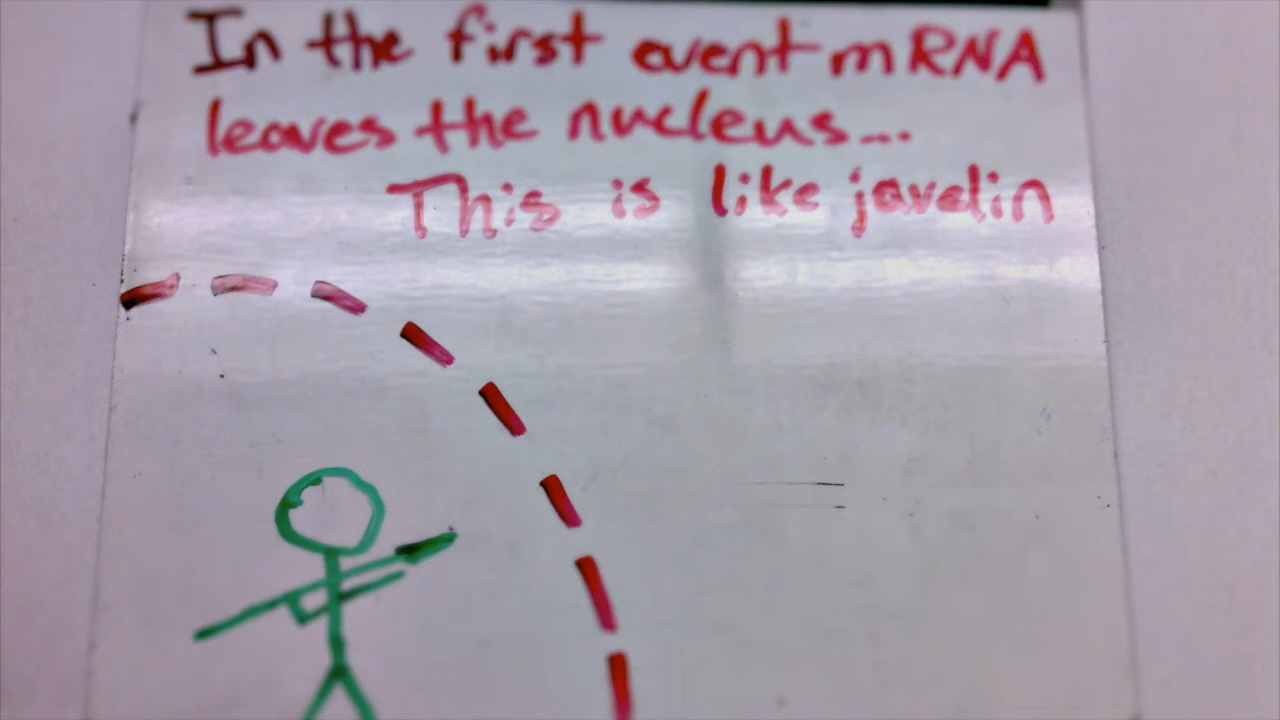 In the first event mRNA
leaves the nucleus...
This is like javelin